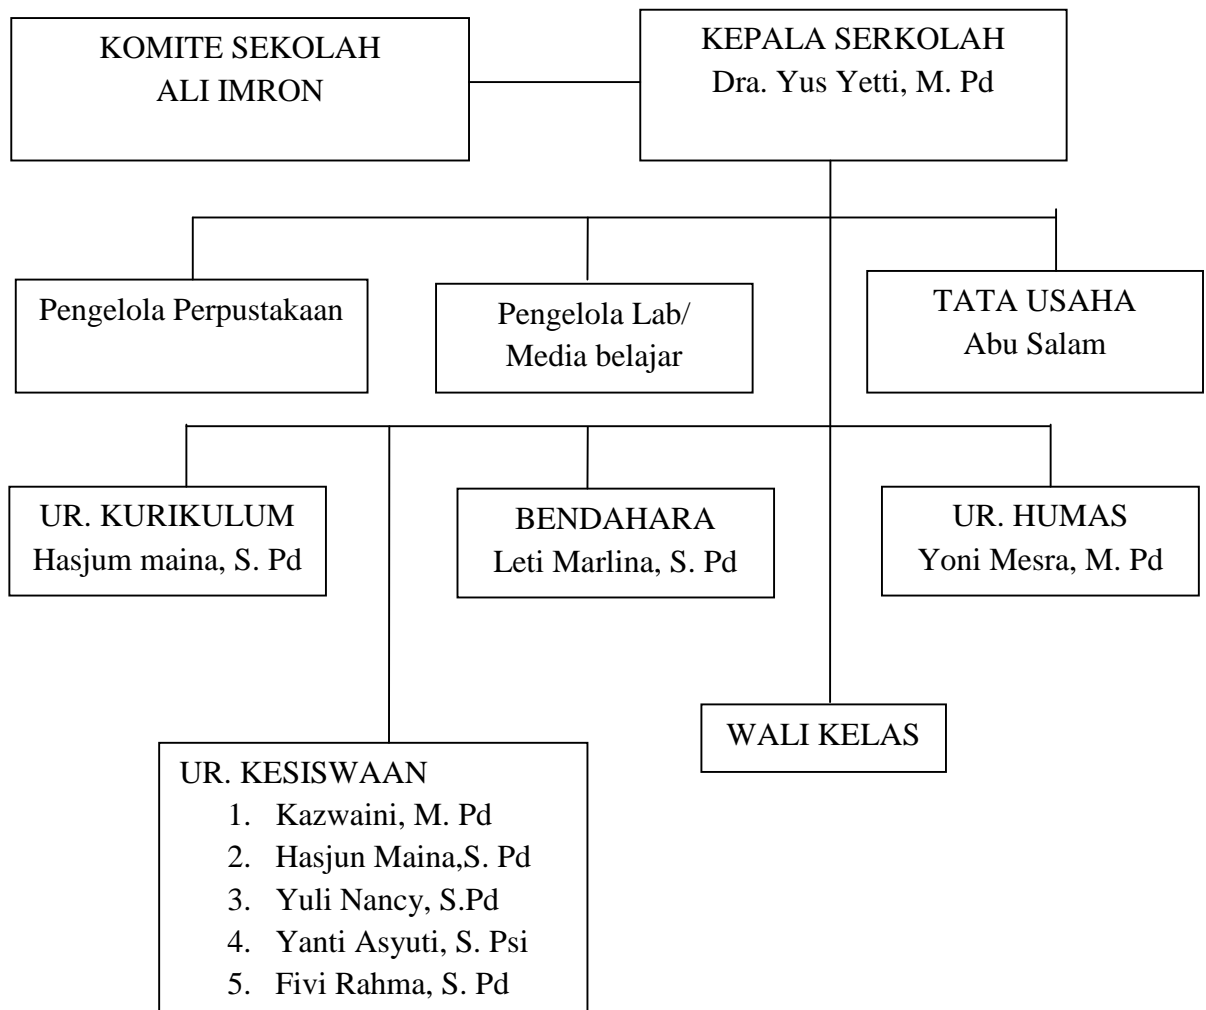 KOMITE SEKOLAH
ALI IMRON
KEPALA SERKOLAH
Dra. Yus Yetti, M. Pd
Pengelola Perpustakaan
Pengelola Lab/
Media belajar
TATA USAHA
Abu Salam
UR. KURIKULUM
Hasjum maina, S. Pd
BENDAHARA
Leti Marlina, S. Pd
UR. HUMAS
Yoni Mesra, M. Pd
WALI KELAS
UR. KESISWAAN
1. Kazwaini, M. Pd
2. Hasjun Maina,S. Pd
3. Yuli Nancy, S.Pd
4. Yanti Asyuti, S. Psi
5. Fivi Rahma, S. Pd